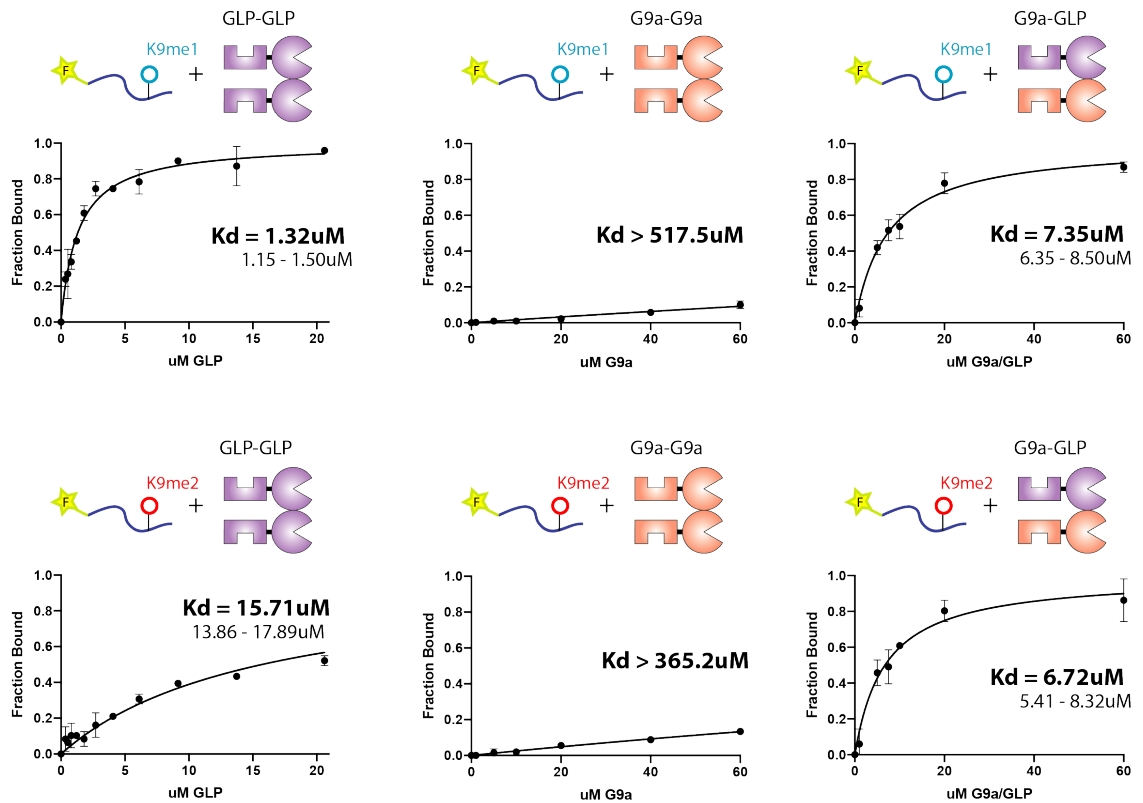 GLP-GLP
K9me1
F
+
1.0
0.8
0.6
0.4
0.2
0.0
Fraction Bound
Kd = 1.32uM
1.15 - 1.50uM
0 5 10 15 20
uM GLP
G9a-G9a
K9me1
F
+
1.0
0.8
0.6
0.4
0.2
0.0
Fraction Bound
Kd > 517.5uM
0 20 40 60
uM G9a
G9a-GLP
K9me1
F
+
1.0
0.8
0.6
0.4
0.2
0.0
Fraction Bound
Kd = 7.35uM
6.35 - 8.50uM
0 20 40 60
uM G9a/GLP
GLP-GLP
K9me2
F
+
1.0
0.8
0.6
0.4
0.2
0.0
Fraction Bound
Kd = 15.71uM
13.86 - 17.89uM
0 5 10 15 20
uM GLP
G9a-G9a
K9me2
F
+
1.0
0.8
0.6
0.4
0.2
0.0
Fraction Bound
Kd > 365.2uM
0 20 40 60
uM G9a
G9a-GLP
K9me2
F
+
1.0
0.8
0.6
0.4
0.2
0.0
Fraction Bound
Kd = 6.72uM
5.41 - 8.32uM
0 20 40 60
uM G9a/GLP